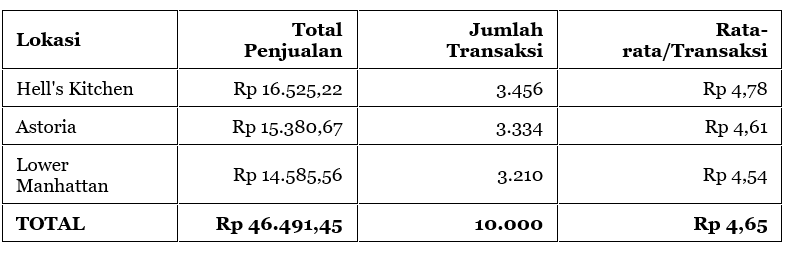 Lokasi Total Penjualan Jumlah Transaksi Rata-rata/Transaksi
Hell's Kitchen Rp 16.525,22 3.456 Rp 4,78
Astoria Rp 15.380,67 3.334 Rp 4,61
Lower Manhattan Rp 14.585,56 3.210 Rp 4,54
TOTAL Rp 46.491,45 10.000 Rp 4,65